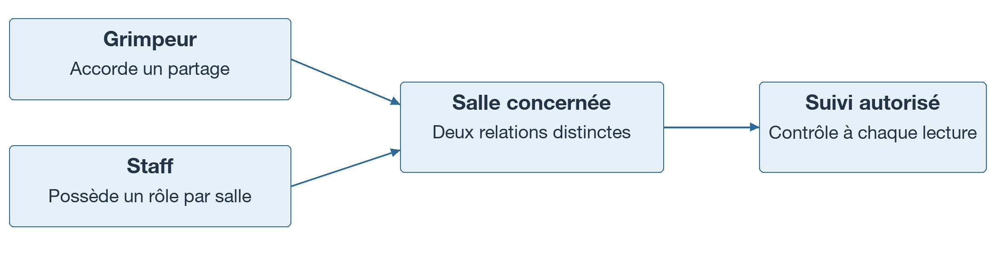 Grimpeur
Accorde un partage
Staff
Possède un rôle par salle
Salle concernée
Deux relations distinctes
Suivi autorisé
Contrôle à chaque lecture